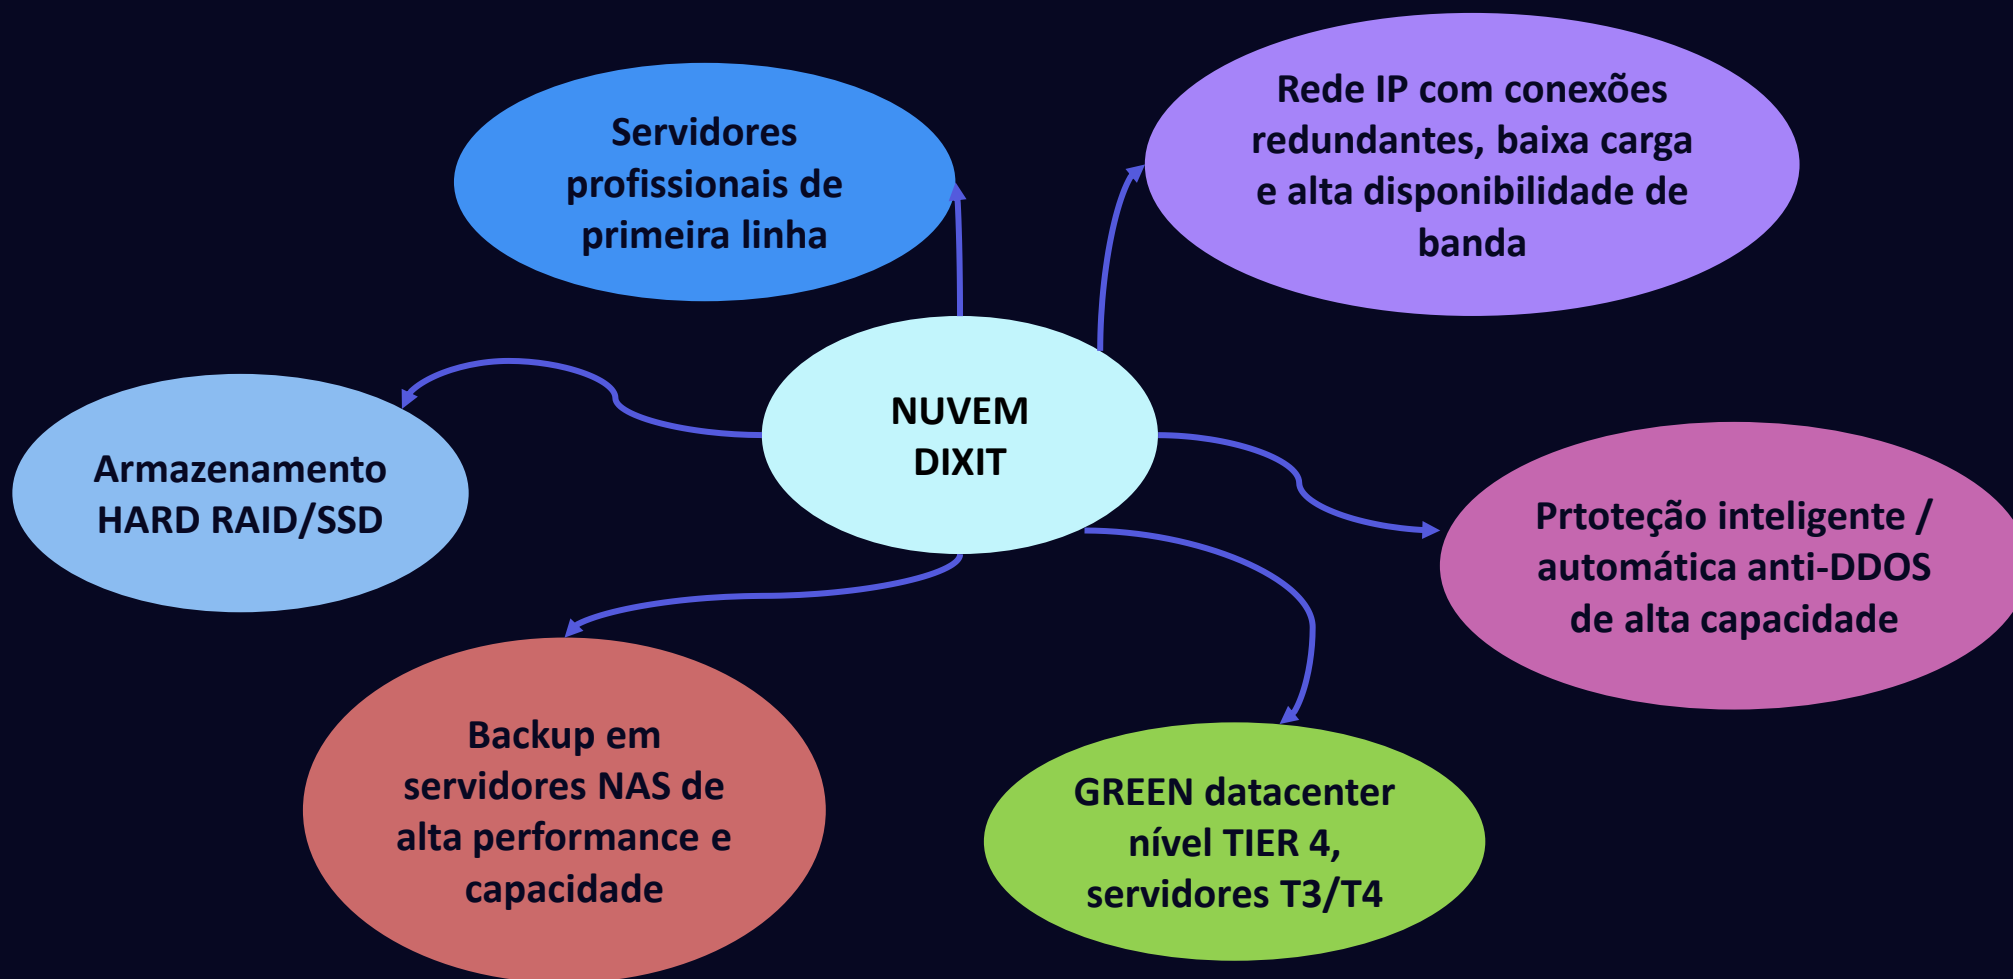 Servidores
profissionais de
primeira linha
Rede IP com conexões
redundantes, baixa carga
e alta disponibilidade de
banda
NUVEM
DIXIT
Armazenamento
HARD RAID/SSD
Prtoteção inteligente /
automática anti-DDOS
de alta capacidade
Backup em
servidores NAS de
alta performance e
capacidade
GREEN datacenter
nível TIER 4,
servidores T3/T4